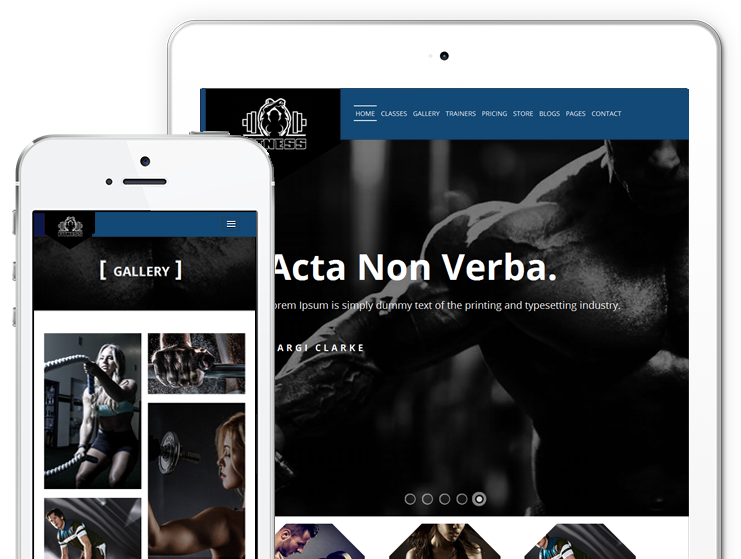 HOME CLASSES GALLERY TRAINERS PRICING STORE BLOGS PAGES CONTACT
NESS
Acta Non Verba.
orem Ipsum is simply dummy text of the printing and typesetting industry.
ARGI CLARKE
FITNESS
[ GALLERY ]